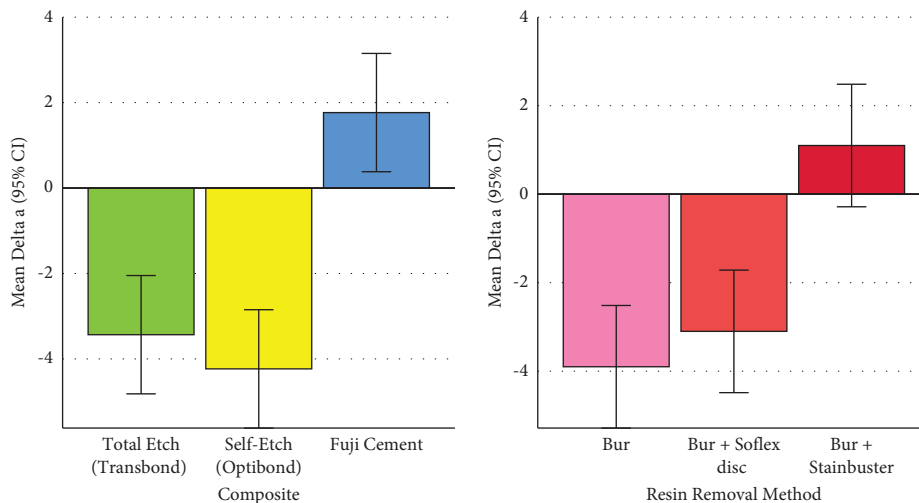 4
2
0
-2
-4
Mean Delta a (95% CI)
Total Etch
(Transbond)
Self-Etch
(Optibond)
Fuji Cement
Composite
4
2
0
-2
-4
Mean Delta a (95% CI)
Bur
Bur + Soflex
disc
Bur +
Stainbuster
Resin Removal Method